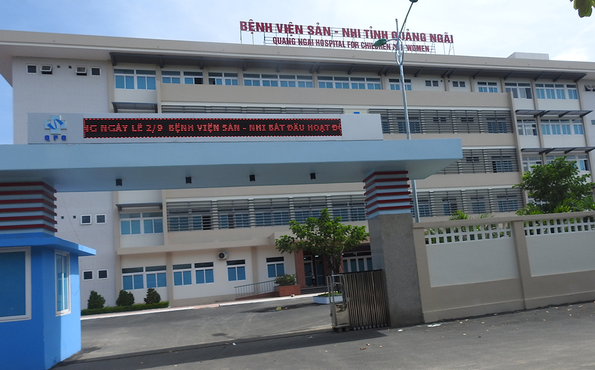 BỆNH VIỆN SẢN - NHI TỈNH QUẢNG NGÃI
QUANG NGAI HOSPITAL FOR CHILDREN AND WOMEN
NG NGÀY LỄ 2/9 BỆNH VIỆN SẢN - NHI BẮT ĐẦU HOẠT ĐỘ